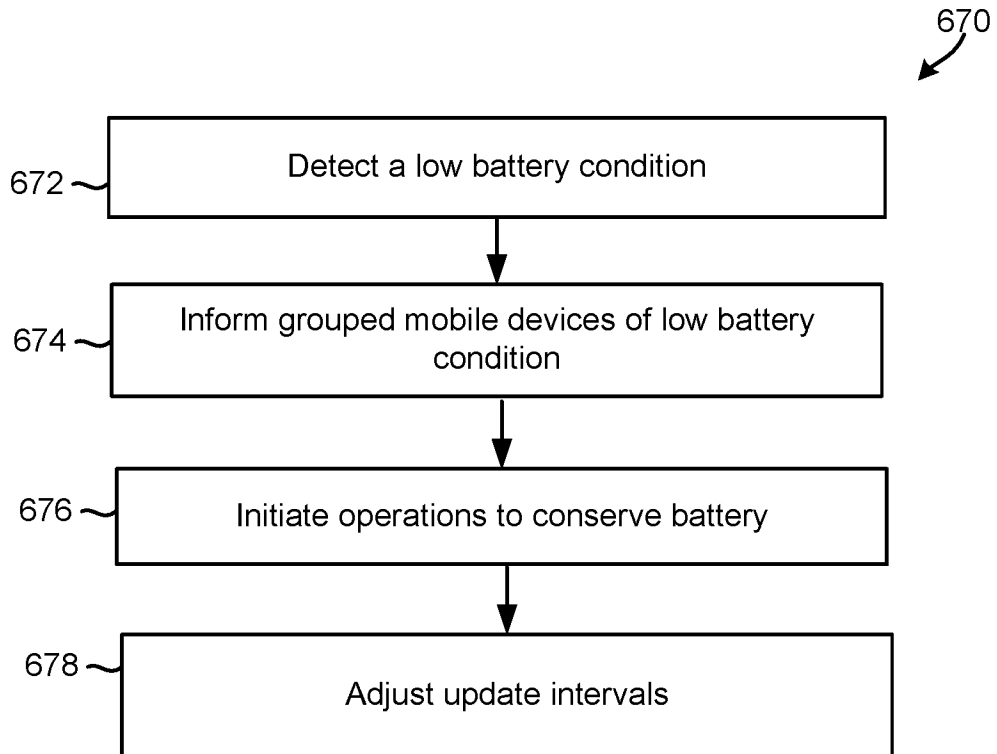 670
672
Detect a low battery condition
674
Inform grouped mobile devices of low battery
condition
676
Initiate operations to conserve battery
678
Adjust update intervals